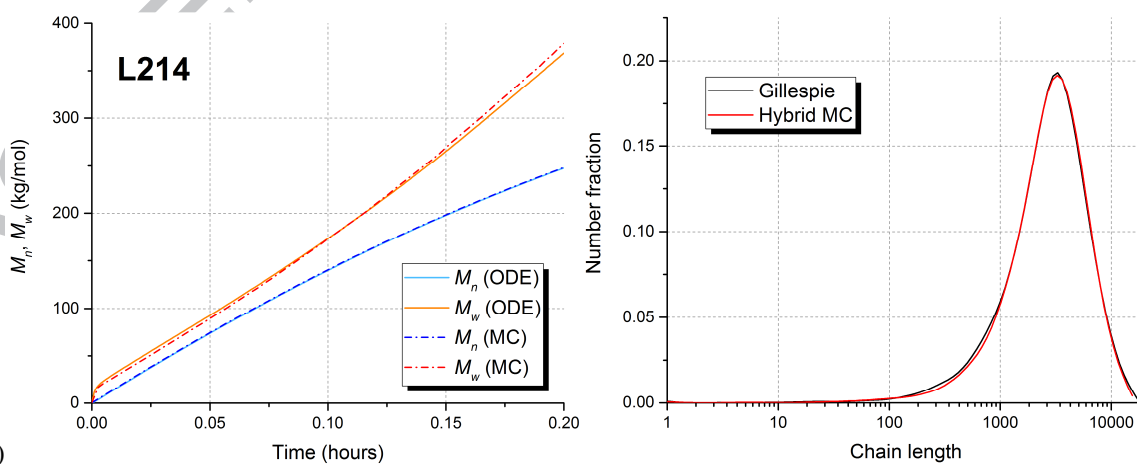 L214
400
300
200
100
0
0.00
0.05
0.10
0.15
0.20
Mn, Mw (kg/mol)
Time (hours)
Mn (ODE)
Mw (ODE)
Mn (MC)
Mw (MC)
0.20
0.15
0.10
0.05
0.00
1
10
100
1000
10000
Number fraction
Chain length
Gillespie
Hybrid MC
)